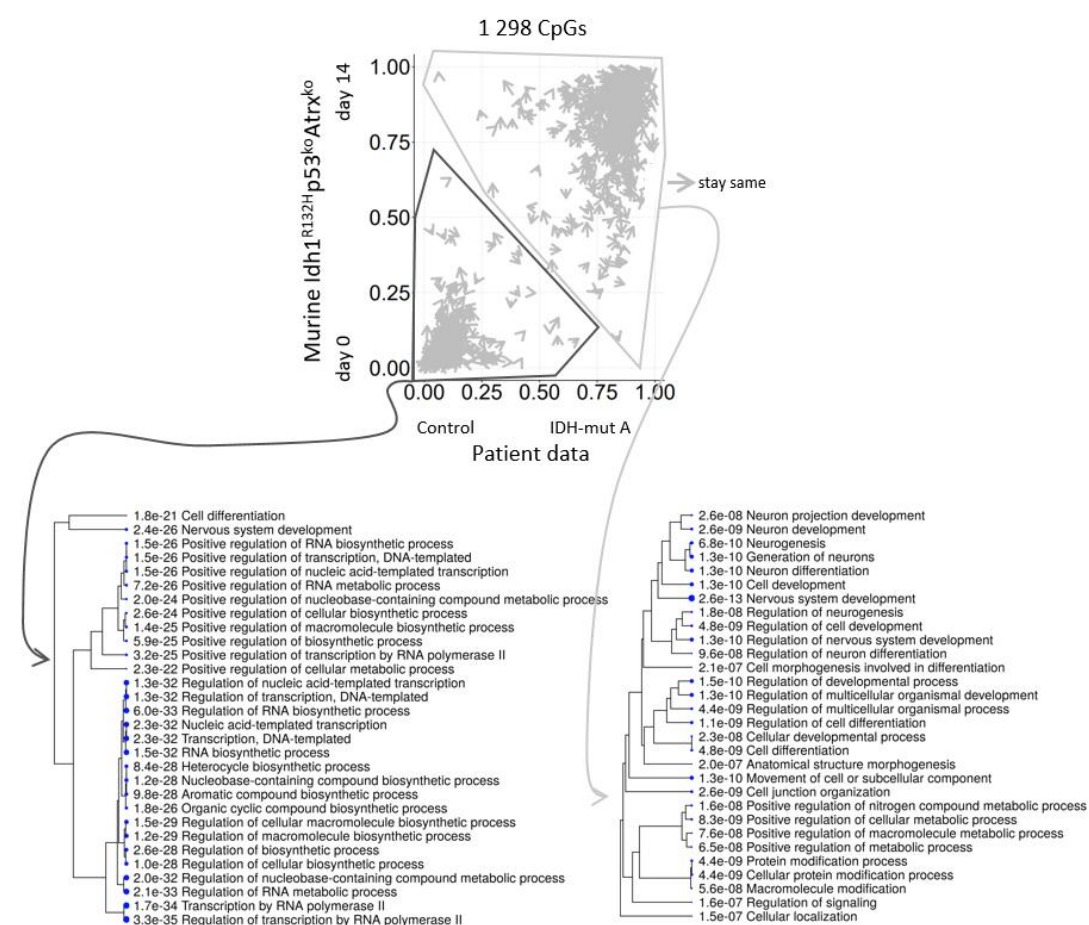 1 298 CpGs
Murine Idh1R132Hp53koAtrxko
day 14
day 0
1.00
0.75
0.50
0.25
0.00
stay same
0.00 0.25 0.50 0.75 1.00
Control IDH-mut A
Patient data
1.8e-21 Cell differentiation
2.4e-26 Nervous system development
1.5e-26 Positive regulation of RNA biosynthetic process
1.5e-26 Positive regulation of transcription, DNA-templated
1.5e-26 Positive regulation of nucleic acid-templated transcription
7.2e-26 Positive regulation of RNA metabolic process
2.0e-24 Positive regulation of nucleobase-containing compound metabolic process
2.6e-24 Positive regulation of cellular biosynthetic process
1.4e-25 Positive regulation of macromolecule biosynthetic process
5.9e-25 Positive regulation of biosynthetic process
3.2e-25 Positive regulation of transcription by RNA polymerase II
2.3e-22 Positive regulation of cellular metabolic process
1.3e-32 Regulation of nucleic acid-templated transcription
1.3e-32 Regulation of transcription, DNA-templated
6.0e-33 Regulation of RNA biosynthetic process
2.3e-32 Nucleic acid-templated transcription
2.3e-32 Transcription, DNA-templated
1.5e-32 RNA biosynthetic process
8.4e-28 Heterocycle biosynthetic process
1.2e-28 Nucleobase-containing compound biosynthetic process
9.8e-28 Aromatic compound biosynthetic process
1.8e-26 Organic cyclic compound biosynthetic process
1.5e-29 Regulation of cellular macromolecule biosynthetic process
1.2e-29 Regulation of macromolecule biosynthetic process
2.6e-28 Regulation of biosynthetic process
1.0e-28 Regulation of cellular biosynthetic process
2.0e-32 Regulation of nucleobase-containing compound metabolic process
2.1e-33 Regulation of RNA metabolic process
1.7e-34 Transcription by RNA polymerase II
3.3e-35 Regulation of transcription by RNA polymerase II
2.6e-08 Neuron projection development
2.6e-09 Neuron development
6.8e-10 Neurogenesis
1.3e-10 Generation of neurons
1.3e-10 Neuron differentiation
1.3e-10 Cell development
2.6e-13 Nervous system development
1.8e-08 Regulation of neurogenesis
4.8e-09 Regulation of cell development
1.3e-10 Regulation of nervous system development
9.6e-08 Regulation of neuron differentiation
2.1e-07 Cell morphogenesis involved in differentiation
1.5e-10 Regulation of developmental process
1.3e-10 Regulation of multicellular organismal development
4.4e-09 Regulation of multicellular organismal process
1.1e-09 Regulation of cell differentiation
2.3e-08 Cellular developmental process
4.8e-09 Cell differentiation
2.0e-07 Anatomical structure morphogenesis
1.3e-10 Movement of cell or subcellular component
2.6e-09 Cell junction organization
1.6e-08 Positive regulation of nitrogen compound metabolic process
8.3e-09 Positive regulation of cellular metabolic process
7.6e-08 Positive regulation of macromolecule metabolic process
6.5e-08 Positive regulation of metabolic process
4.4e-09 Protein modification process
4.4e-09 Cellular protein modification process
5.6e-08 Macromolecule modification
1.6e-07 Regulation of signaling
1.5e-07 Cellular localization